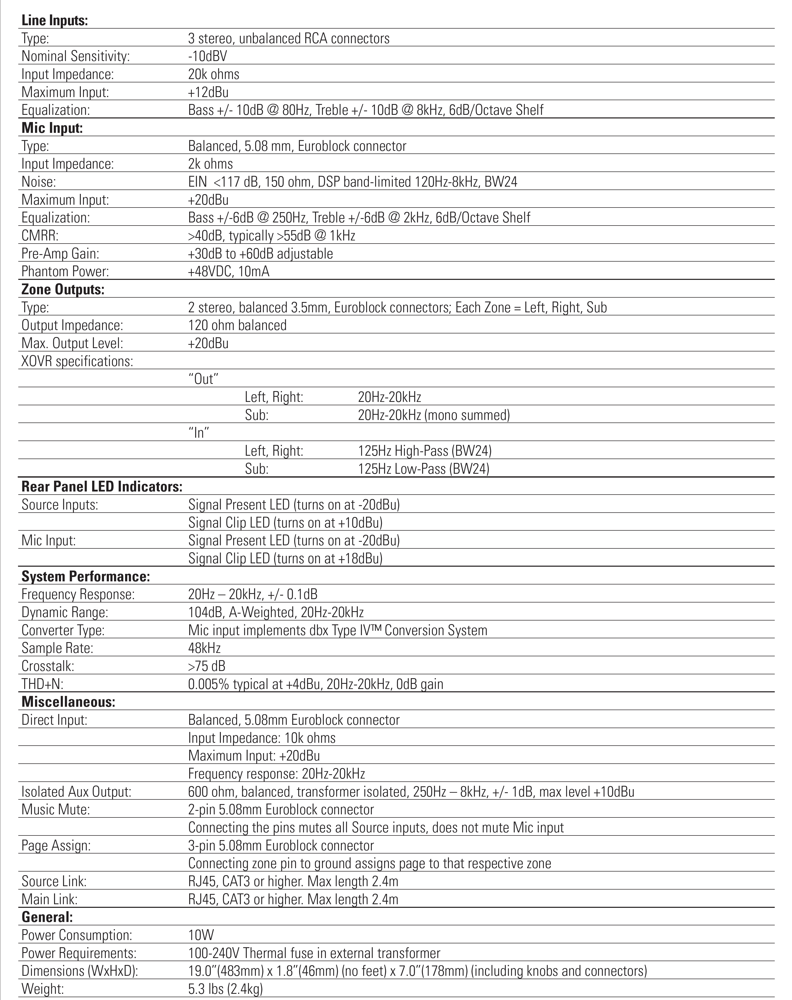 Line Inputs:
Type: 3 stereo, unbalanced RCA connectors
Nominal Sensitivity: -10dBV
Input Impedance: 20k ohms
Maximum Input: +12dBu
Equalization: Bass +/- 10dB @ 80Hz, Treble +/- 10dB @ 8kHz, 6dB/Octave Shelf
Mic Input:
Type: Balanced, 5.08 mm, Euroblock connector
Input Impedance: 2k ohms
Noise: EIN <117 dB, 150 ohm, DSP band-limited 120Hz-8kHz, BW24
Maximum Input: +20dBu
Equalization: Bass +/-6dB @ 250Hz, Treble +/-6dB @ 2kHz, 6dB/Octave Shelf
CMRR: >40dB, typically >55dB @ 1kHz
Pre-Amp Gain: +30dB to +60dB adjustable
Phantom Power: +48VDC, 10mA
Zone Outputs:
Type: 2 stereo, balanced 3.5mm, Euroblock connectors; Each Zone = Left, Right, Sub
Output Impedance: 120 ohm balanced
Max. Output Level: +20dBu
XOVR specifications:
“Out”
Left, Right: 20Hz-20kHz
Sub: 20Hz-20kHz (mono summed)
“In”
Left, Right: 125Hz High-Pass (BW24)
Sub: 125Hz Low-Pass (BW24)
Rear Panel LED Indicators:
Source Inputs: Signal Present LED (turns on at -20dBu)
Signal Clip LED (turns on at +10dBu)
Mic Input: Signal Present LED (turns on at -20dBu)
Signal Clip LED (turns on at +18dBu)
System Performance:
Frequency Response: 20Hz – 20kHz, +/- 0.1dB
Dynamic Range: 104dB, A-Weighted, 20Hz-20kHz
Converter Type: Mic input implements dbx Type IV™ Conversion System
Sample Rate: 48kHz
Crosstalk: >75 dB
THD+N: 0.005% typical at +4dBu, 20Hz-20kHz, 0dB gain
Miscellaneous:
Direct Input: Balanced, 5.08mm Euroblock connector
Input Impedance: 10k ohms
Maximum Input: +20dBu
Frequency response: 20Hz-20kHz
Isolated Aux Output: 600 ohm, balanced, transformer isolated, 250Hz – 8kHz, +/- 1dB, max level +10dBu
Music Mute: 2-pin 5.08mm Euroblock connector
Connecting the pins mutes all Source inputs, does not mute Mic input
Page Assign: 3-pin 5.08mm Euroblock connector
Connecting zone pin to ground assigns page to that respective zone
Source Link: RJ45, CAT3 or higher. Max length 2.4m
Main Link: RJ45, CAT3 or higher. Max length 2.4m
General:
Power Consumption: 10W
Power Requirements: 100-240V Thermal fuse in external transformer
Dimensions (WxHxD): 19.0”(483mm) x 1.8”(46mm) (no feet) x 7.0”(178mm) (including knobs and connectors)
Weight: 5.3 lbs (2.4kg)